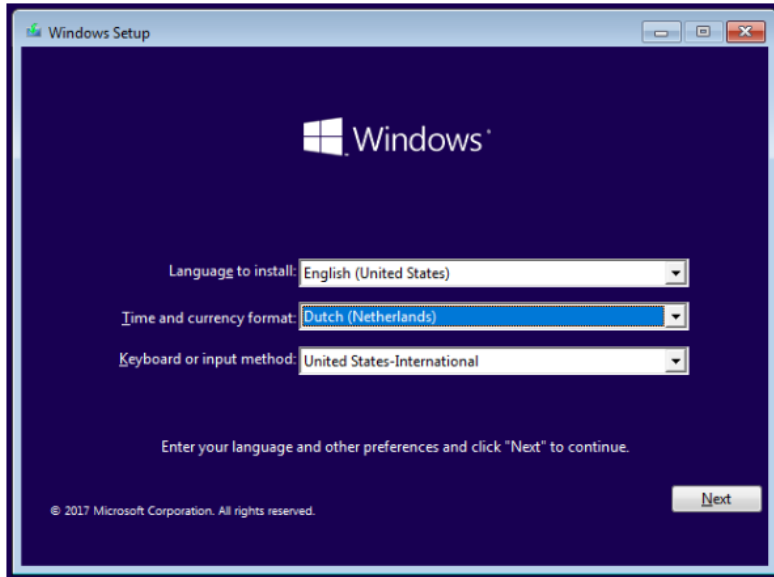 Windows Setup
Windows
Language to install: English (United States)
Time and currency format: Dutch (Netherlands)
Keyboard or input method: United States-International
Enter your language and other preferences and click "Next" to continue.
Next
© 2017 Microsoft Corporation. All rights reserved.